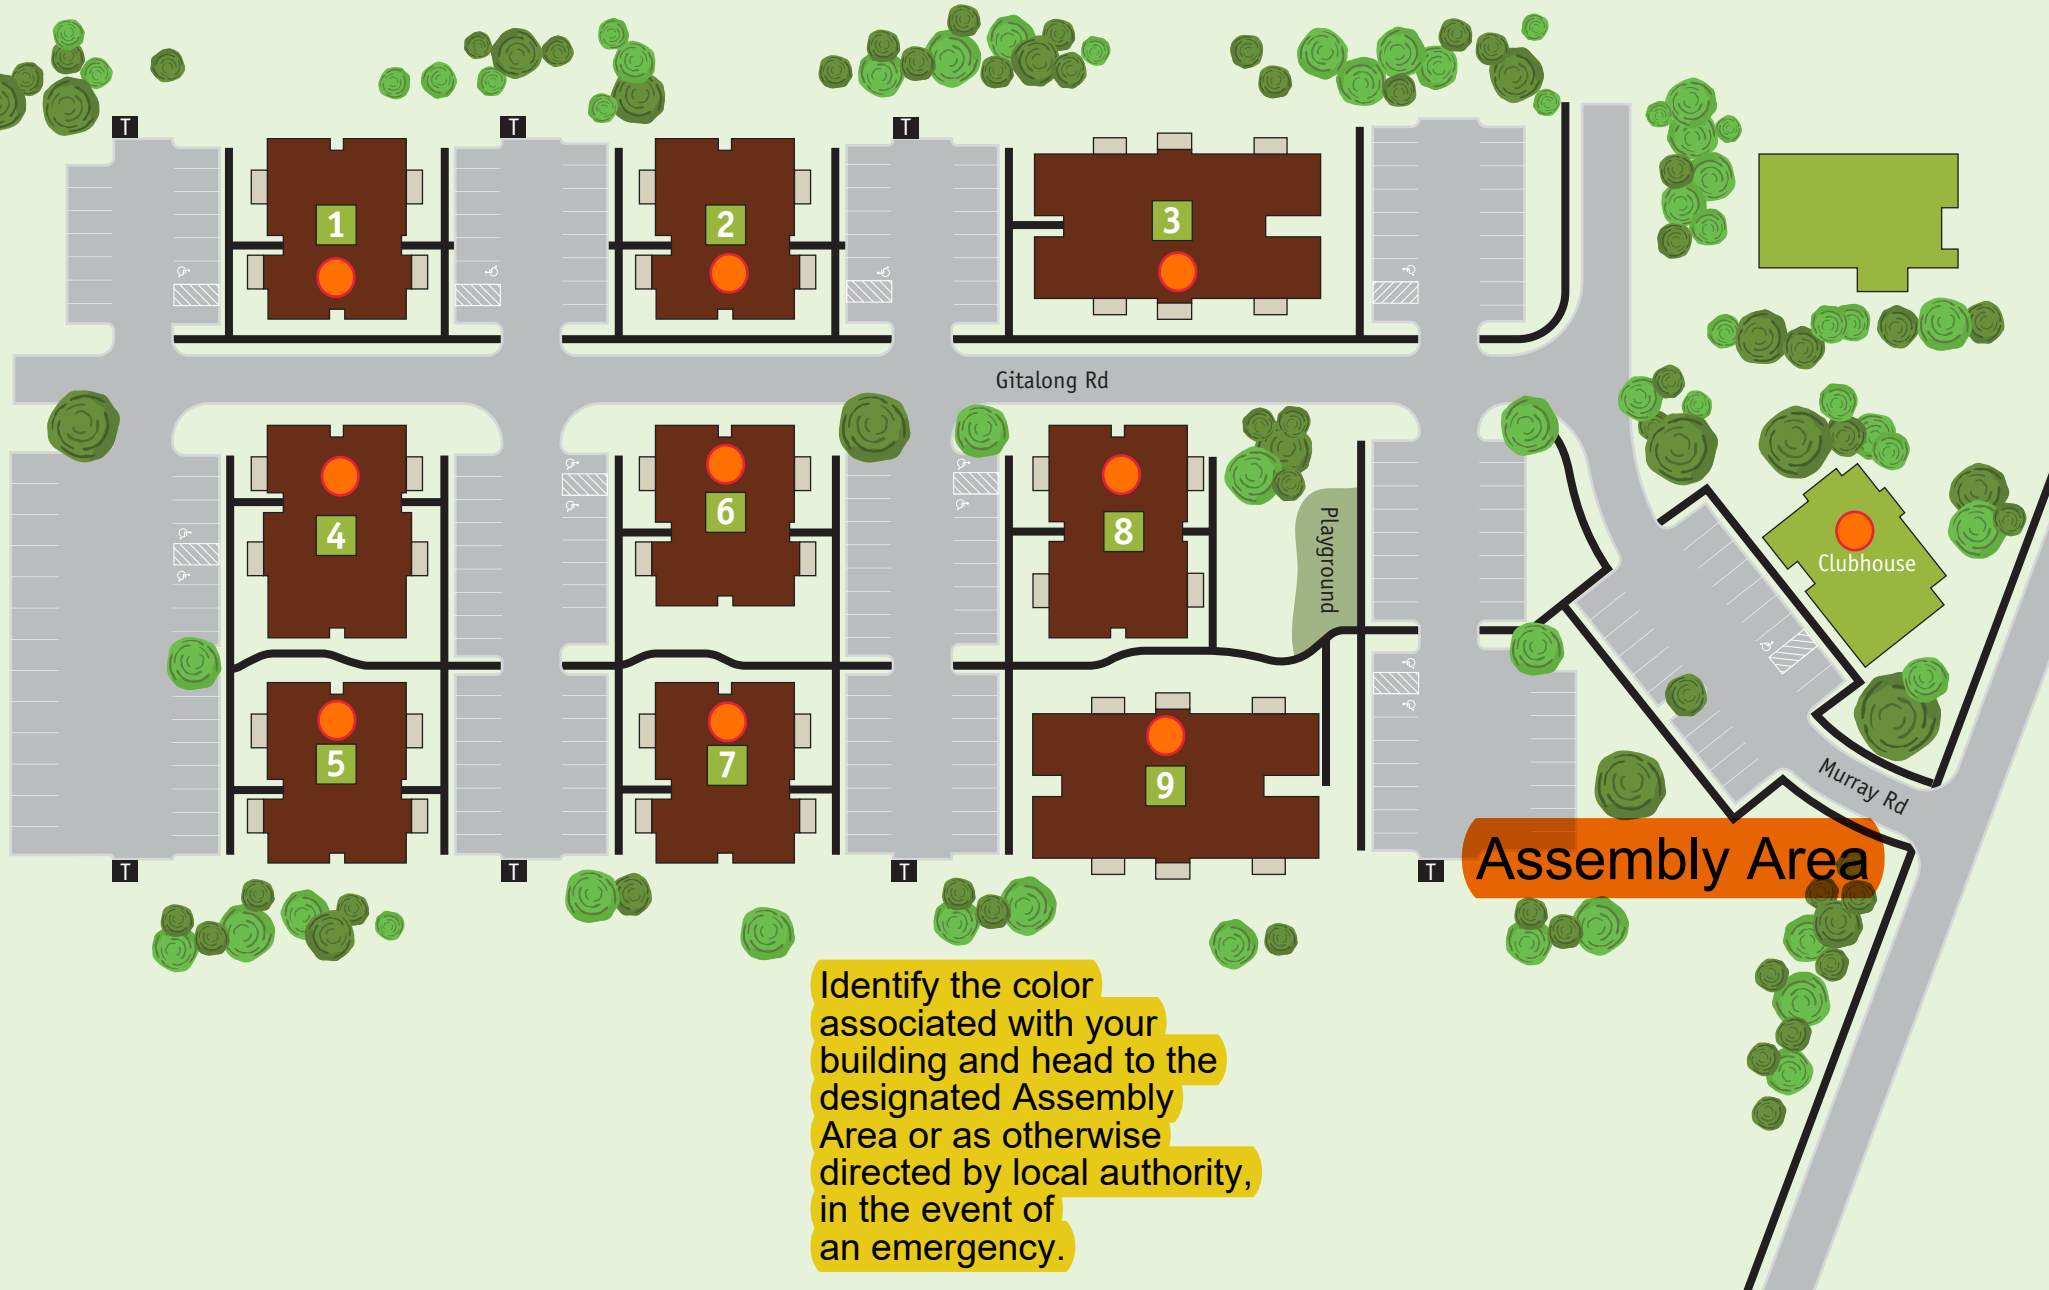 T
T
T
1
2
3
Gitalong Rd
4
6
8
Playground
Clubhouse
5
7
9
Murray Rd
Assembly Area
T
T
T
T
Identify the color
associated with your
building and head to the
designated Assembly
Area or as otherwise
directed by local authority,
in the event of
an emergency.